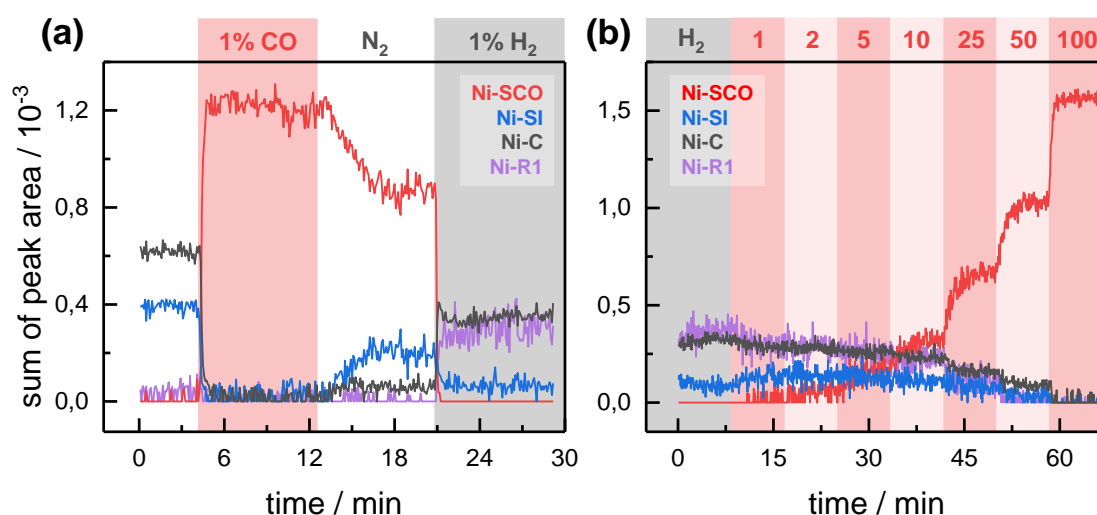 (a)
1% CO
N₂
1% H₂
Ni-SCO
Ni-SI
Ni-C
Ni-R1
1,2
0,8
0,4
0,0
sum of peak area / 10⁻³
0
6
12
18
24
30
time / min
(b)
H₂
1
2
5
10
25
50
100
Ni-SCO
Ni-SI
Ni-C
Ni-R1
1,5
1,0
0,5
0,0
0
15
30
45
60
time / min